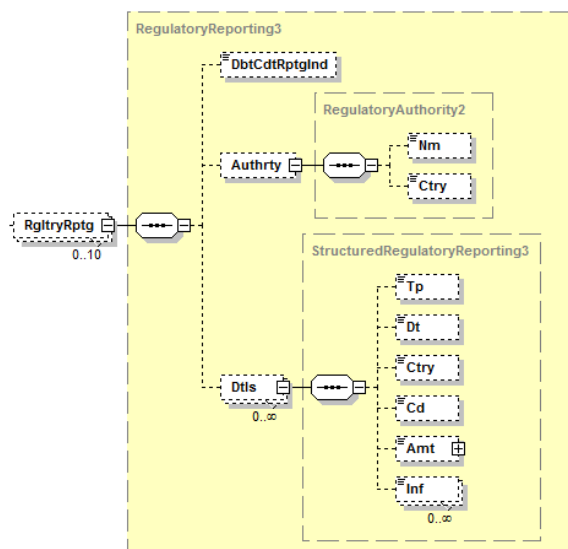 RegulatoryReporting3
DbtCdtRptgInd
RegulatoryAuthority2
Nm
Authrty
Ctry
RgltryRptg
0..10
StructuredRegulatoryReporting3
Tp
Dt
Ctry
Dtls
0..∞
Cd
Amt
Inf
0..∞